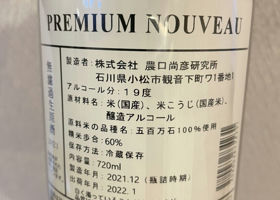 PREMIUM NOUVEAU
無濾過生原酒
製造者：株式会社 農口尚彦研究所
石川県小松市観音下町ワ1番地1
アルコール分：19度
原材料：米(国産)、米こうじ(国産米)、
醸造アルコール
原料米の品種名：五百万石100%使用
精米歩合：60%
保存方法：冷蔵保存
内容量：720ml
製造年月：2021.12 (瓶詰時期)
出荷年月：2022.1